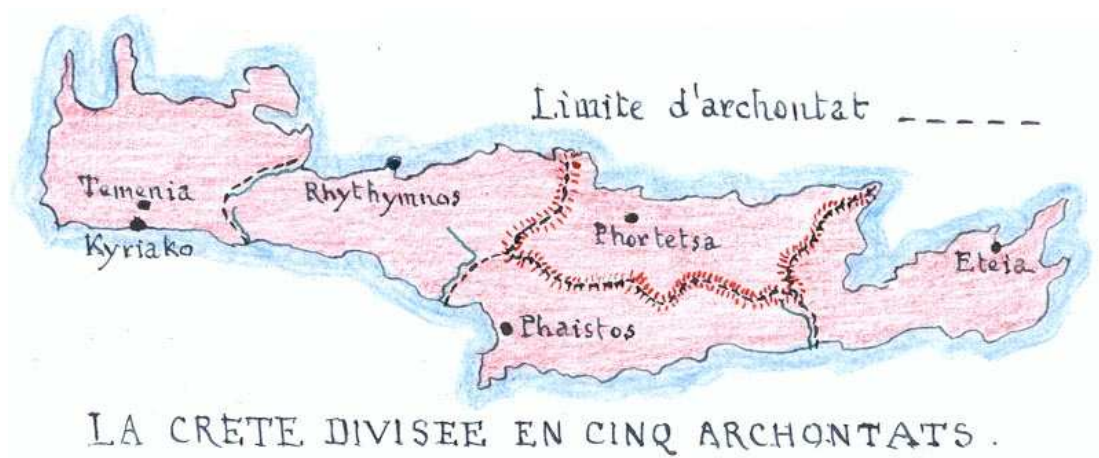 Limite d'archontat -----
Temenia
Rhythymnos
Kyriako
Phortetsa
Eteia
Phaistos
LA CRETE DIVISEE EN CINQ ARCHONTATS.